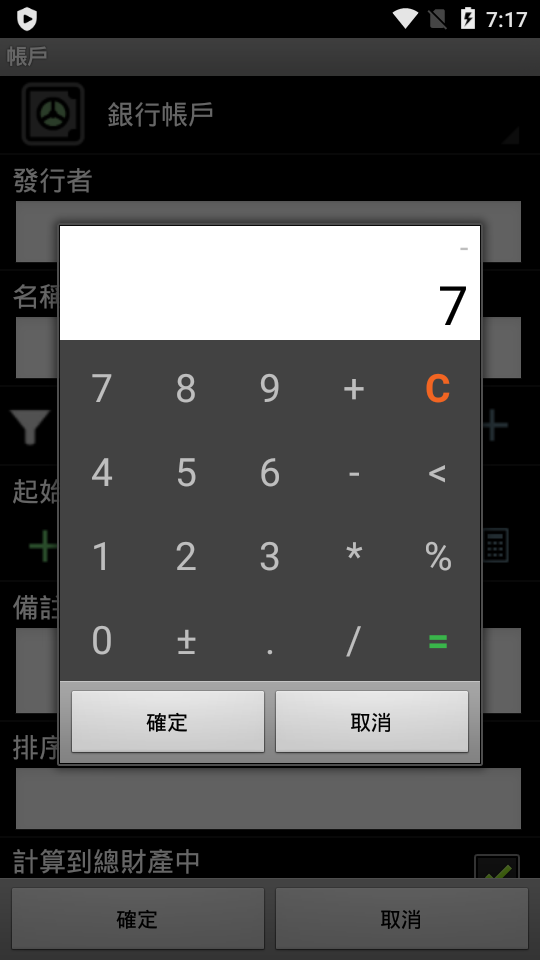 7:17
帳戶
銀行帳戶
發行者
-
7
名稱
7 8 9 + C
4 5 6 - <
起始
1 2 3 * %
備註
0 ± . / =
確定 取消
排序
計算到總財產中
確定 取消